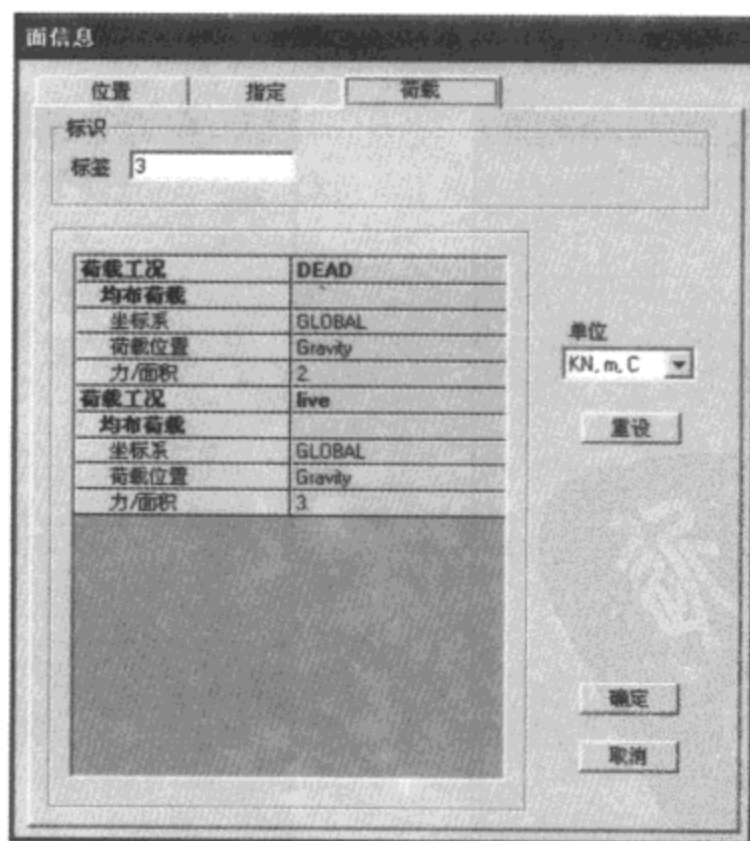 面信息
位置 指定 荷载
标识
标签 3
荷载工况 DEAD
均布荷载
坐标系 GLOBAL
荷载位置 Gravity
力/面积 2.
荷载工况 live
均布荷载
坐标系 GLOBAL
荷载位置 Gravity
力/面积 3.
单位
KN, m, C
重设
确定
取消